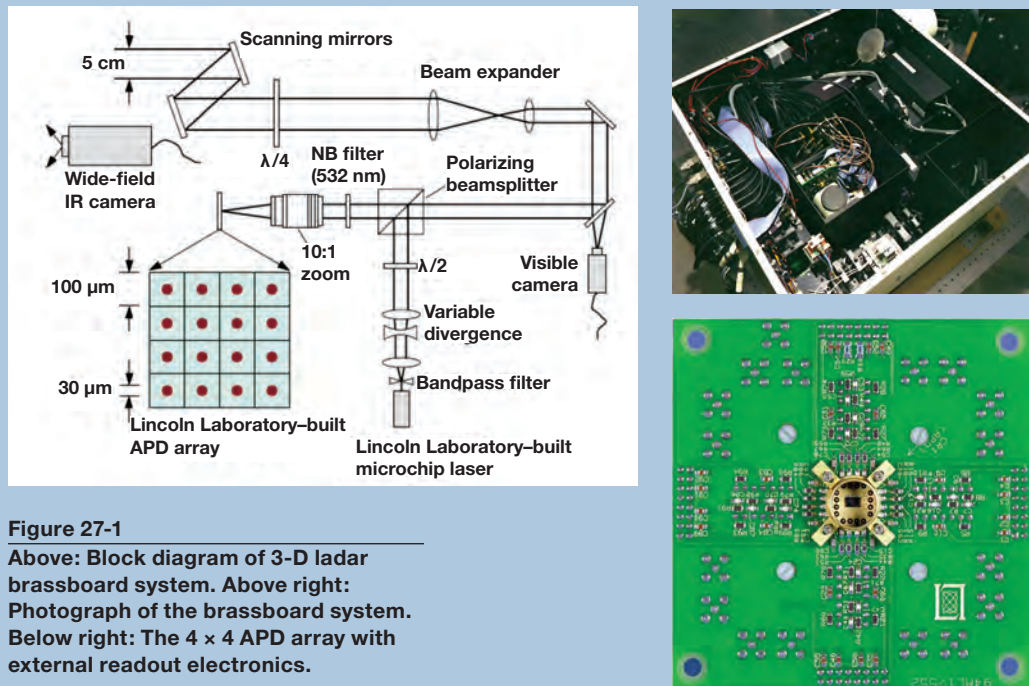 Scanning mirrors
5 cm
Beam expander
λ/4
NB filter
(532 nm)
Polarizing
beamsplitter
Wide-field
IR camera
10:1
zoom
λ/2
Visible
camera
100 µm
30 µm
Variable
divergence
Bandpass filter
Lincoln Laboratory–built
APD array
Lincoln Laboratory–built
microchip laser
Figure 27-1
Above: Block diagram of 3-D ladar
brassboard system. Above right:
Photograph of the brassboard system.
Below right: The 4 × 4 APD array with
external readout electronics.